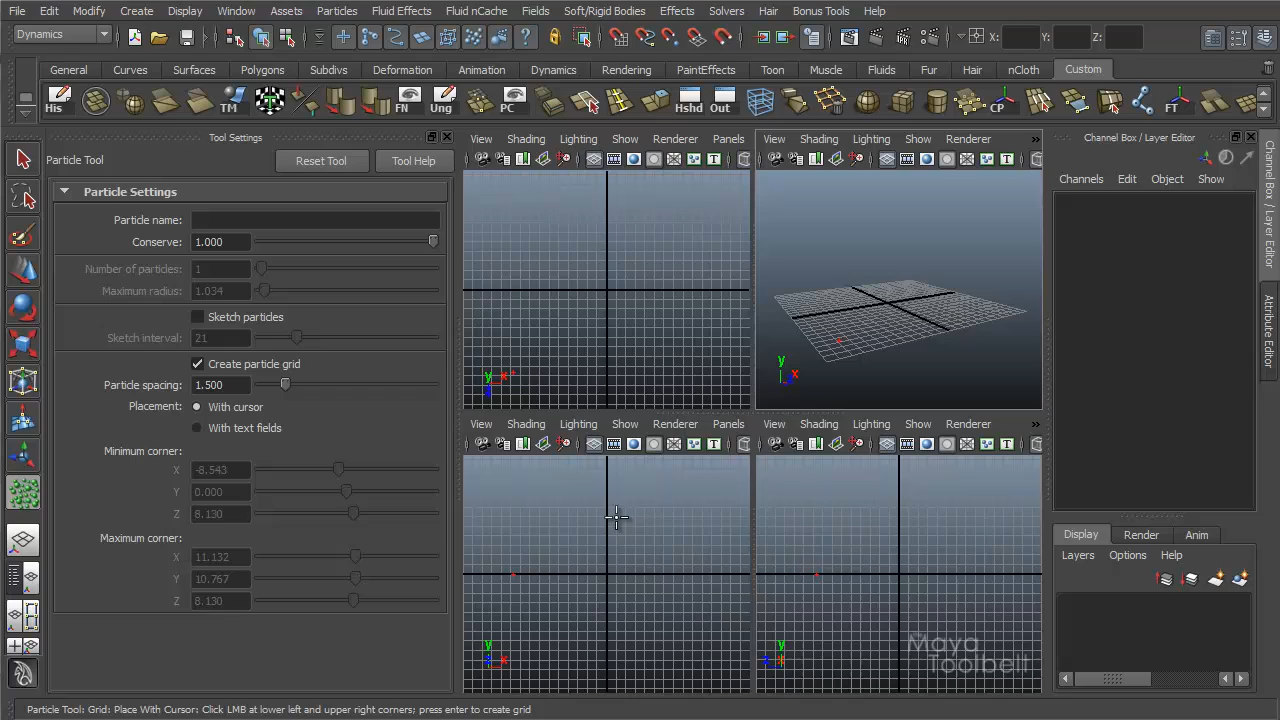 File Edit Modify Create Display Window Assets Particles Fluid Effects Fluid nCache Fields Soft/Rigid Bodies Effects Solvers Hair Bonus Tools Help
Dynamics X: Y: Z:
General Curves Surfaces Polygons Subdivs Deformation Animation Dynamics Rendering PaintEffects Toon Muscle Fluids Fur Hair nCloth Custom
His TM FN Ung PC Hshd Out CP FT
Tool Settings
Particle Tool Reset Tool Tool Help
Particle Settings
Particle name:
Conserve: 1.000
Number of particles: 1
Maximum radius: 1.034
Sketch particles
Sketch interval: 21
Create particle grid
Particle spacing: 1.500
Placement: With cursor
With text fields
Minimum corner:
X -8.543
Y 0.000
Z 8.130
Maximum corner:
X 11.132
Y 10.767
Z 8.130
View Shading Lighting Show Renderer Panels
y x
z
View Shading Lighting Show Renderer »
y
x
View Shading Lighting Show Renderer Panels
y
z x
View Shading Lighting Show Renderer »
y
z x
Maya
Toolbelt
Channel Box / Layer Editor
Channels Edit Object Show
Channel Box / Layer Editor
Attribute Editor
Display Render Anim
Layers Options Help
Particle Tool: Grid: Place With Cursor: Click LMB at lower left and upper right corners; press enter to create grid